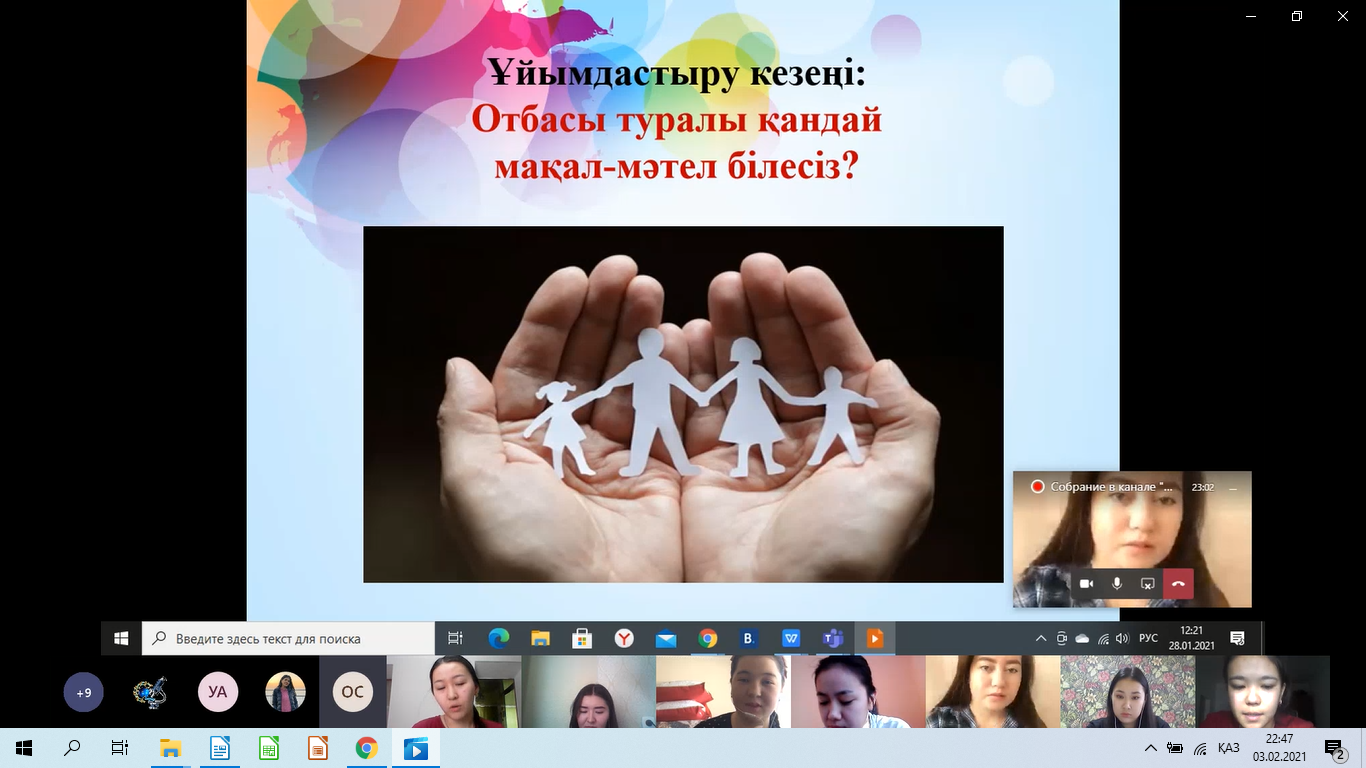 Ұйымдастыру кезеңі:
Отбасы туралы қандай
мақал-мәтел білесіз?
Собрание в канале "...
23:02
Введите здесь текст для поиска
РУС
12:21
28.01.2021
+9
УА
ОС
ҚАЗ
22:47
03.02.2021
2